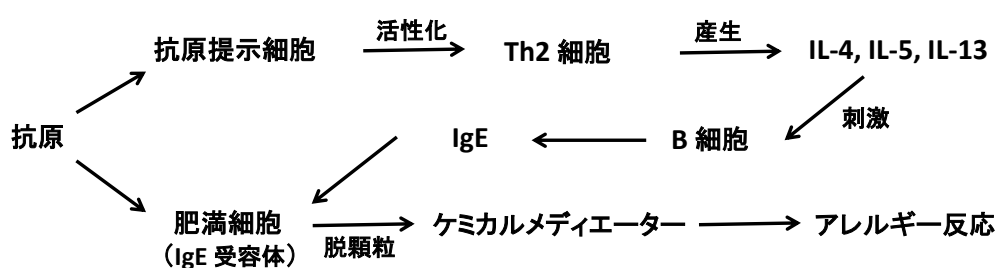 活性化
産生
抗原提示細胞
Th2 細胞
IL-4, IL-5, IL-13
刺激
抗原
IgE
B 細胞
肥満細胞
（IgE 受容体）
脱顆粒
ケミカルメディエーター
アレルギー反応